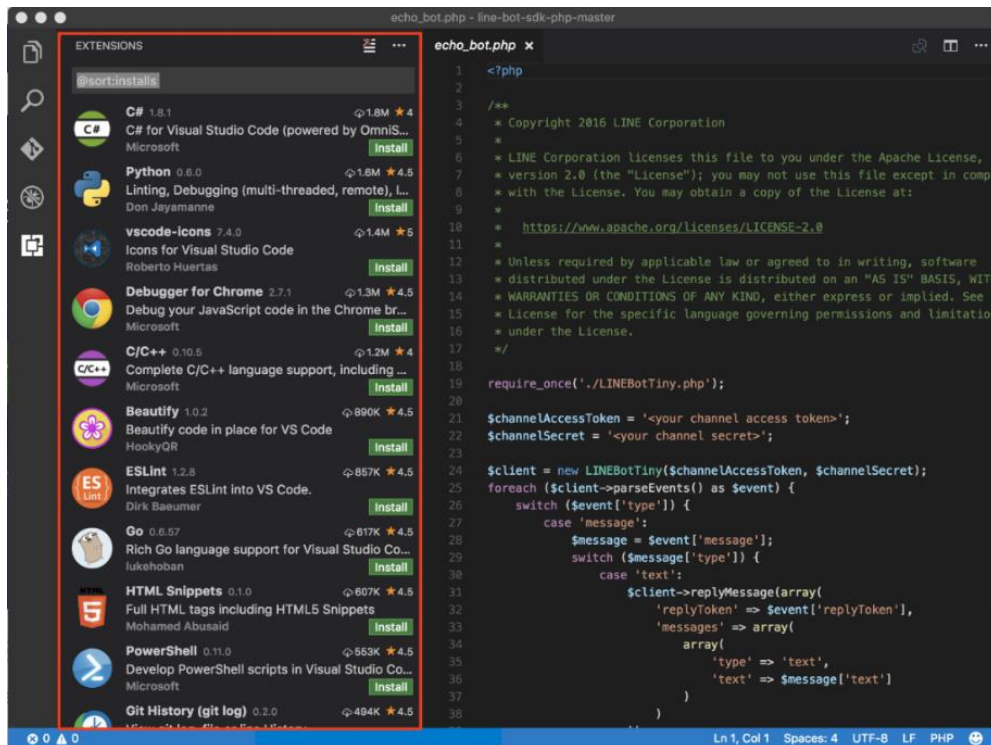 echo_bot.php - line-bot-sdk-php-master
EXTENSIONS
@sort:installs
C# 1.8.1 1.8M ★4
C# for Visual Studio Code (powered by OmniS...
Microsoft Install
Python 0.6.0 1.6M ★4.5
Linting, Debugging (multi-threaded, remote), I...
Don Jayamanne Install
vscode-icons 7.4.0 1.4M ★5
Icons for Visual Studio Code
Roberto Huertas Install
Debugger for Chrome 2.7.1 1.3M ★4.5
Debug your JavaScript code in the Chrome br...
Microsoft Install
C/C++ 0.10.5 1.2M ★4
Complete C/C++ language support, including ...
Microsoft Install
Beautify 1.0.2 890K ★4.5
Beautify code in place for VS Code
HookyQR Install
ESLint 1.2.8 857K ★4.5
Integrates ESLint into VS Code.
Dirk Baeumer Install
Go 0.6.57 617K ★4.5
Rich Go language support for Visual Studio Co...
lukehoban Install
HTML Snippets 0.1.0 607K ★4.5
Full HTML tags including HTML5 Snippets
Mohamed Abusaid Install
PowerShell 0.11.0 553K ★4.5
Develop PowerShell scripts in Visual Studio Co...
Microsoft Install
Git History (git log) 0.2.0 494K ★4.5
C#
C/C++
ES
Lint
HTML
5
echo_bot.php ×
1 <?php
2
3 /**
4 * Copyright 2016 LINE Corporation
5 *
6 * LINE Corporation licenses this file to you under the Apache License,
7 * version 2.0 (the "License"); you may not use this file except in comp
8 * with the License. You may obtain a copy of the License at:
9 *
10 * https://www.apache.org/licenses/LICENSE-2.0
11 *
12 * Unless required by applicable law or agreed to in writing, software
13 * distributed under the License is distributed on an "AS IS" BASIS, WIT
14 * WARRANTIES OR CONDITIONS OF ANY KIND, either express or implied. See
15 * License for the specific language governing permissions and limitatio
16 * under the License.
17 */
18
19 require_once('./LINEBotTiny.php');
20
21 $channelAccessToken = '<your channel access token>';
22 $channelSecret = '<your channel secret>';
23
24 $client = new LINEBotTiny($channelAccessToken, $channelSecret);
25 foreach ($client->parseEvents() as $event) {
26 switch ($event['type']) {
27 case 'message':
28 $message = $event['message'];
29 switch ($message['type']) {
30 case 'text':
31 $client->replyMessage(array(
32 'replyToken' => $event['replyToken'],
33 'messages' => array(
34 array(
35 'type' => 'text',
36 'text' => $message['text']
37 )
38 )
0 0 Ln 1, Col 1 Spaces: 4 UTF-8 LF PHP